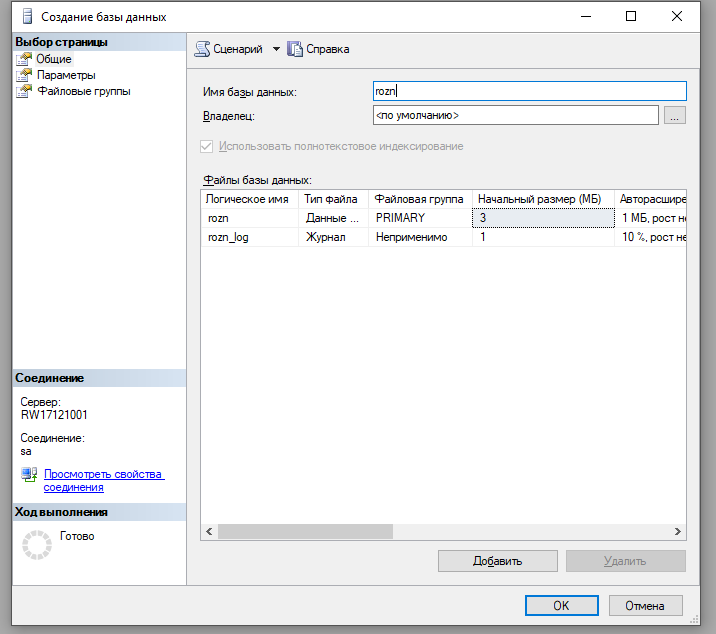 Создание базы данных
Выбор страницы
Общие
Параметры
Файловые группы
Сценарий
Справка
Имя базы данных:
rozn
Владелец:
<по умолчанию>
...
Использовать полнотекстовое индексирование
Файлы базы данных:
Логическое имя Тип файла Файловая группа Начальный размер (МБ) Авторасшире
rozn Данные ... PRIMARY 3 1 МБ, рост не
rozn_log Журнал Неприменимо 1 10 %, рост не
Соединение
Сервер:
RW17121001
Соединение:
sa
Просмотреть свойства
соединения
Ход выполнения
Готово
Добавить
Удалить
OK
Отмена